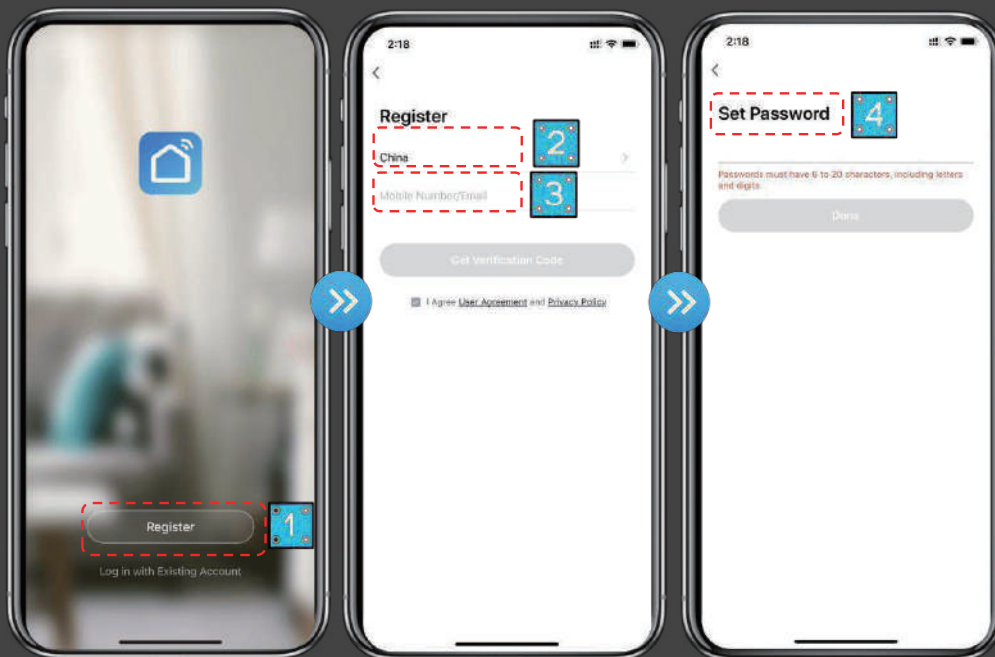 Register
1
Log in with Existing Account
2:18
Register
China
2
Mobile Number/Email
3
Get Verification Code
I Agree User Agreement and Privacy Policy
2:18
Set Password
4
Passwords must have 6 to 20 characters, including letters
and digits
Done